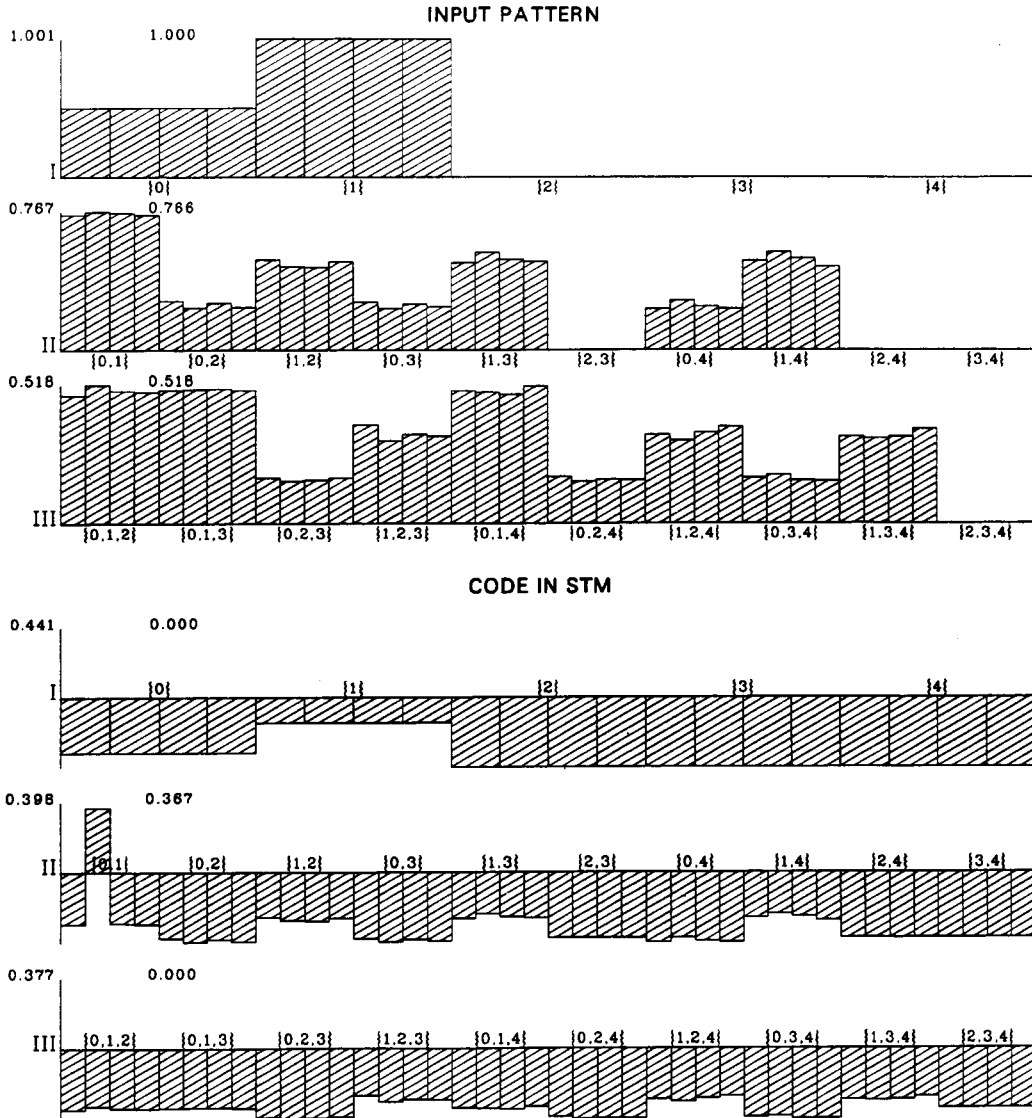 INPUT PATTERN
1.001 1.000
I
}0{ }1{ }2{ }3{ }4{
0.767 0.766
II
}0,1{ }0,2{ }1,2{ }0,3{ }1,3{ }2,3{ }0,4{ }1,4{ }2,4{ }3,4{
0.518 0.518
III
}0,1,2{ }0,1,3{ }0,2,3{ }1,2,3{ }0,1,4{ }0,2,4{ }1,2,4{ }0,3,4{ }1,3,4{ }2,3,4{
CODE IN STM
0.441 0.000
I }0{ }1{ }2{ }3{ }4{
0.398 0.367
II }0,1{ }0,2{ }1,2{ }0,3{ }1,3{ }2,3{ }0,4{ }1,4{ }2,4{ }3,4{
0.377 0.000
III }0,1,2{ }0,1,3{ }0,2,3{ }1,2,3{ }0,1,4{ }0,2,4{ }1,2,4{ }0,3,4{ }1,3,4{ }2,3,4{